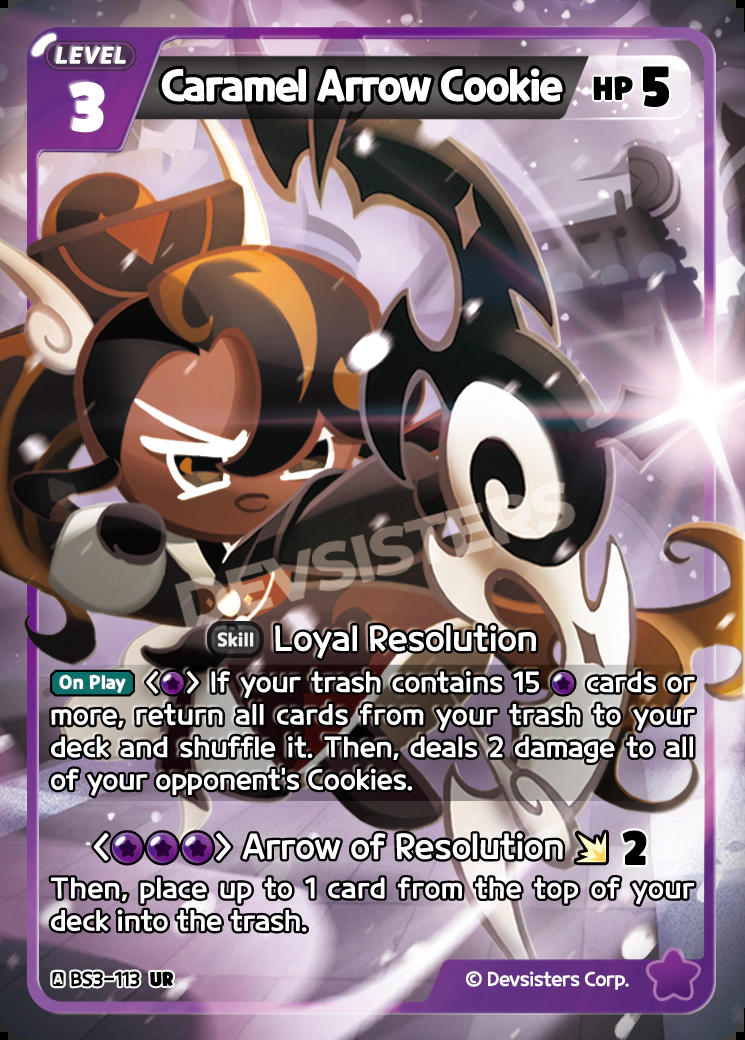 LEVEL
3
Caramel Arrow Cookie
HP 5
DEVSISTERS
Skill Loyal Resolution
On Play < > If your trash contains 15 cards or
more, return all cards from your trash to your
deck and shuffle it. Then, deals 2 damage to all
of your opponent's Cookies.
< > Arrow of Resolution 2
Then, place up to 1 card from the top of your
deck into the trash.
A BS3-113 UR
© Devsisters Corp.